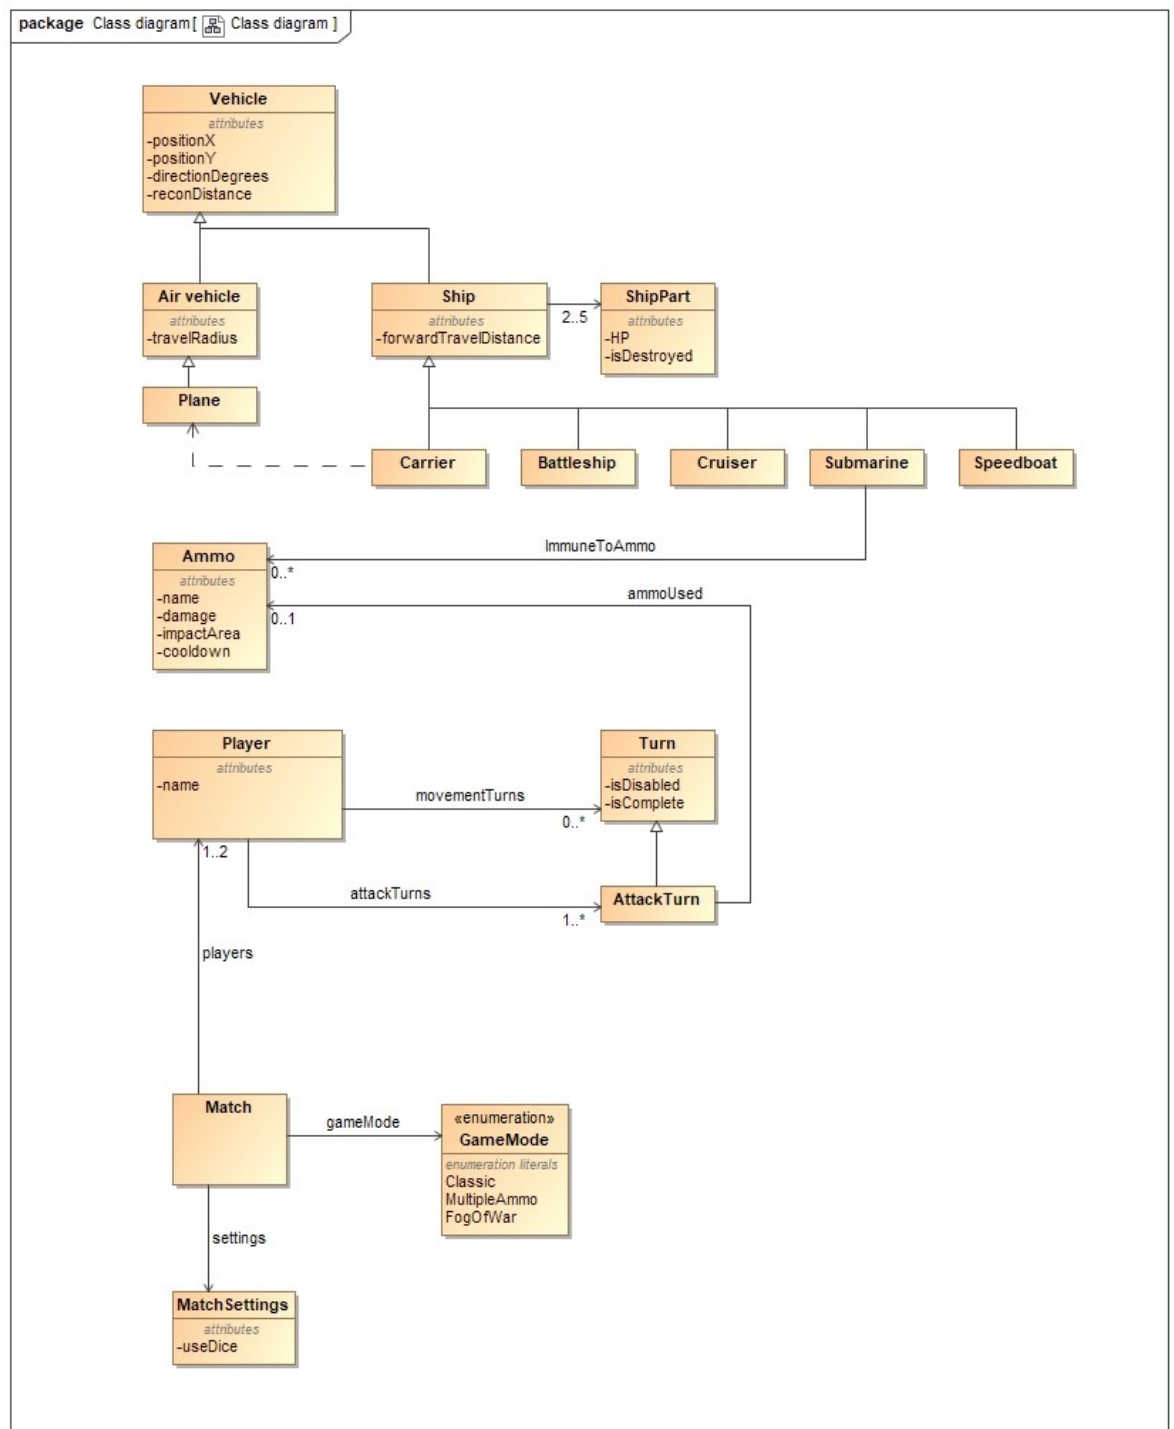 package Class diagram [ Class diagram ]
Vehicle
attributes
-positionX
-positionY
-directionDegrees
-reconDistance
Air vehicle
attributes
-travelRadius
Ship
attributes
-forwardTravelDistance
2..5
ShipPart
attributes
-HP
-isDestroyed
Plane
Carrier
Battleship
Cruiser
Submarine
Speedboat
ImmuneToAmmo
0..*
Ammo
attributes
-name
-damage
-impactArea
-cooldown
ammoUsed
0..1
Player
attributes
-name
movementTurns
0..*
Turn
attributes
-isDisabled
-isComplete
1..2
attackTurns
1..*
AttackTurn
players
Match
gameMode
«enumeration»
GameMode
enumeration literals
Classic
MultipleAmmo
FogOfWar
settings
MatchSettings
attributes
-useDice